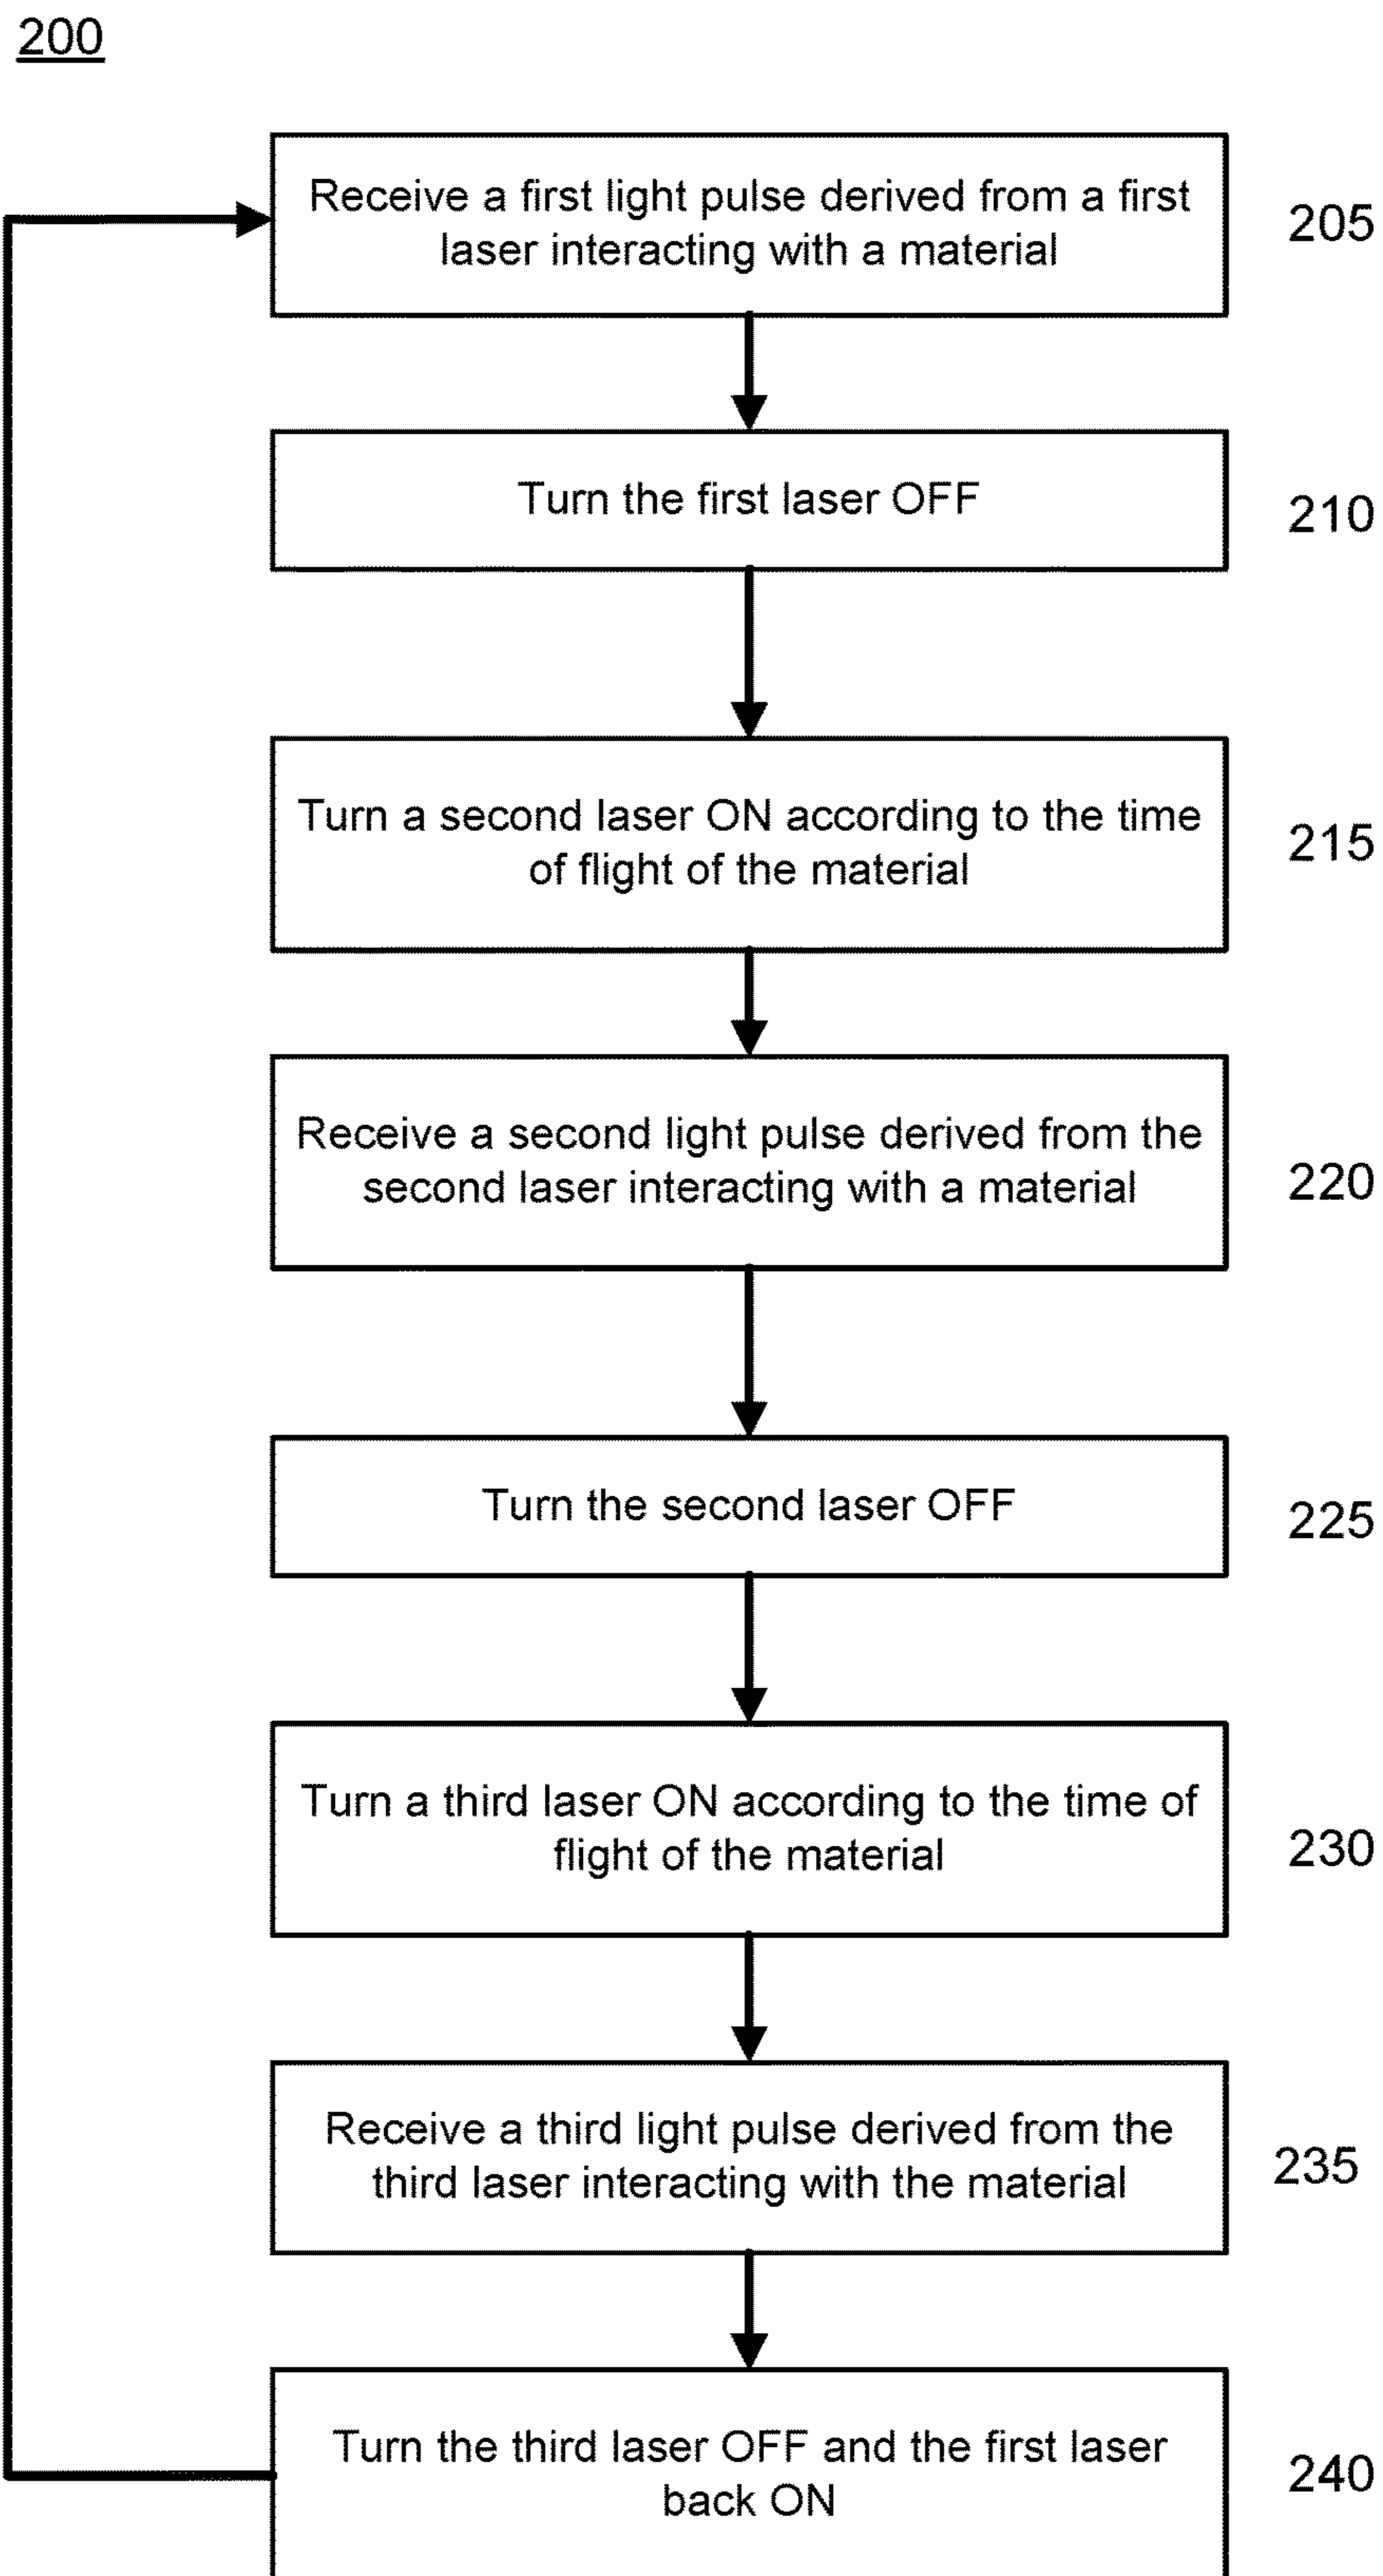 200
Receive a first light pulse derived from a first
laser interacting with a material
205
Turn the first laser OFF
210
Turn a second laser ON according to the time
of flight of the material
215
Receive a second light pulse derived from the
second laser interacting with a material
220
Turn the second laser OFF
225
Turn a third laser ON according to the time of
flight of the material
230
Receive a third light pulse derived from the
third laser interacting with the material
235
Turn the third laser OFF and the first laser
back ON
240